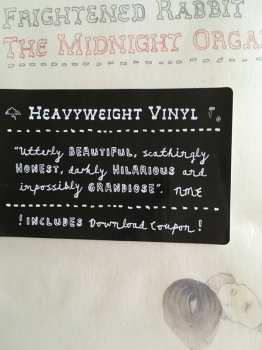 FRIGHTENED RABBIT
THE MIDNIGHT ORGA
HEAVYWEIGHT VINYL
"Utterly BEAUTIFUL, scathingly
HONEST, darkly HILARIOUS and
impossibly GRANDIOSE". NME
!INCLUDES Download Coupon!